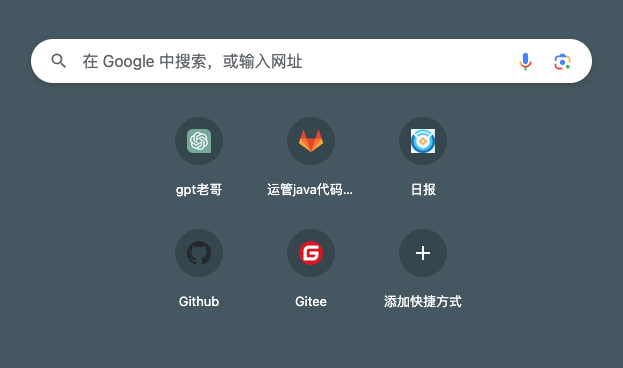 在 Google 中搜索，或输入网址
gpt老哥
运管java代码...
日报
Github
Gitee
添加快捷方式